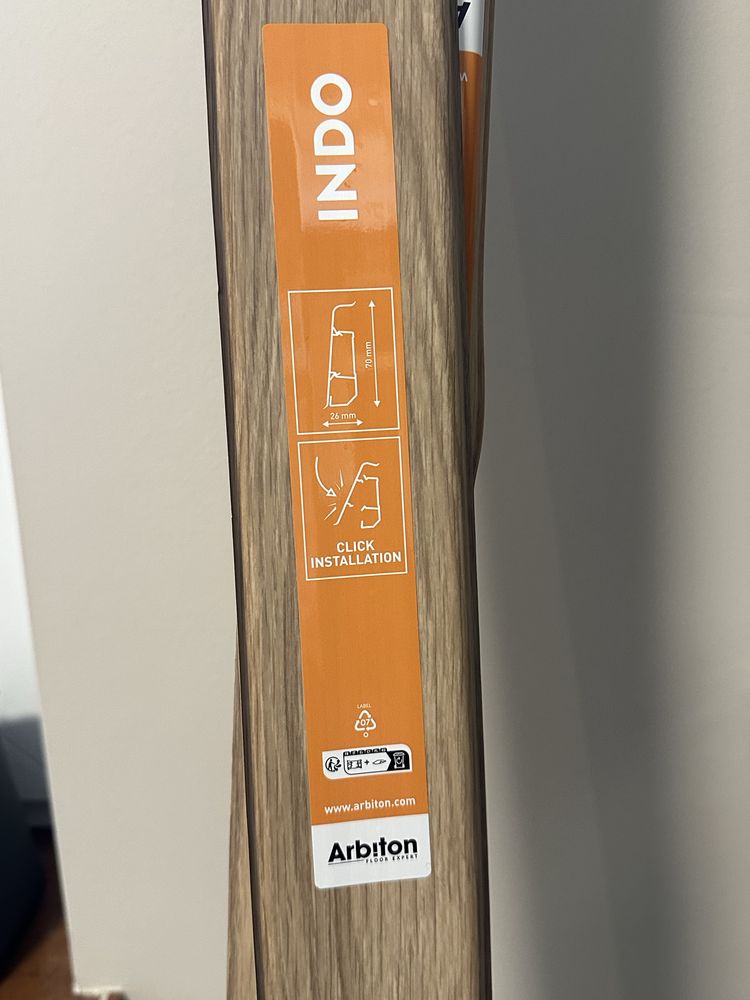 INDO
70 mm
26 mm
CLICK
INSTALLATION
LABEL
07
O
www.arbiton.com
Arbiton
FLOOR EXPERT